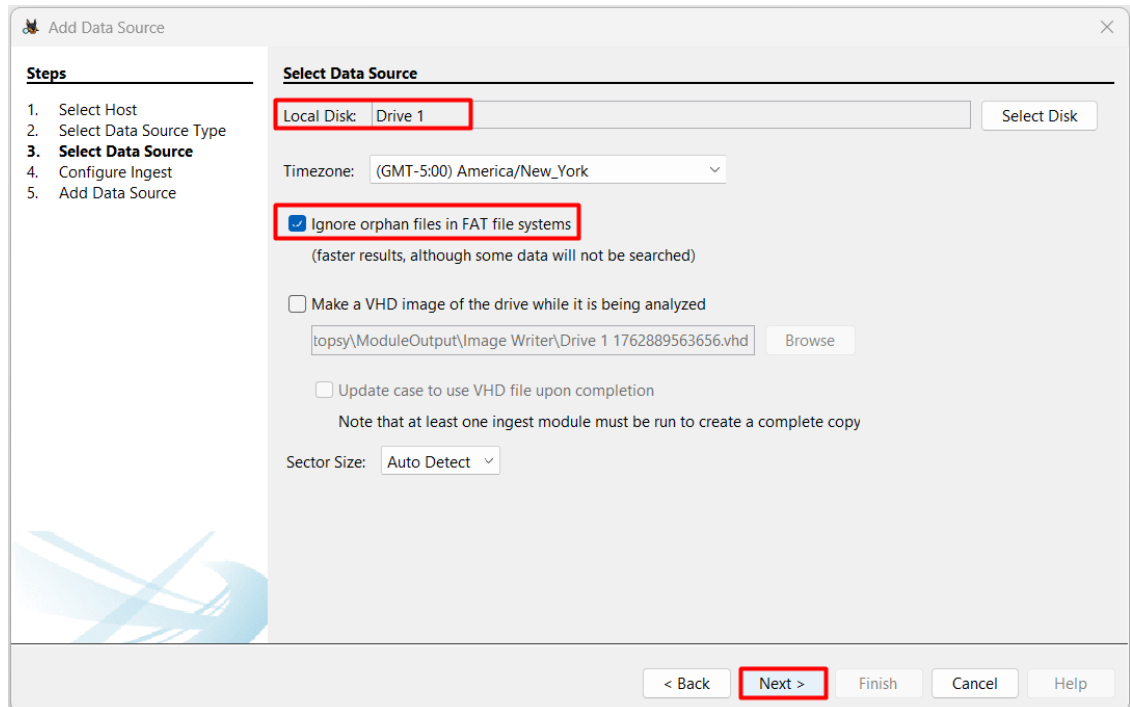 Add Data Source
Steps
1. Select Host
2. Select Data Source Type
3. Select Data Source
4. Configure Ingest
5. Add Data Source
Select Data Source
Local Disk: Drive 1 Select Disk
Timezone: (GMT-5:00) America/New_York
Ignore orphan files in FAT file systems
(faster results, although some data will not be searched)
Make a VHD image of the drive while it is being analyzed
topsy\ModuleOutput\Image Writer\Drive 1 1762889563656.vhd Browse
Update case to use VHD file upon completion
Note that at least one ingest module must be run to create a complete copy
Sector Size: Auto Detect
< Back Next > Finish Cancel Help